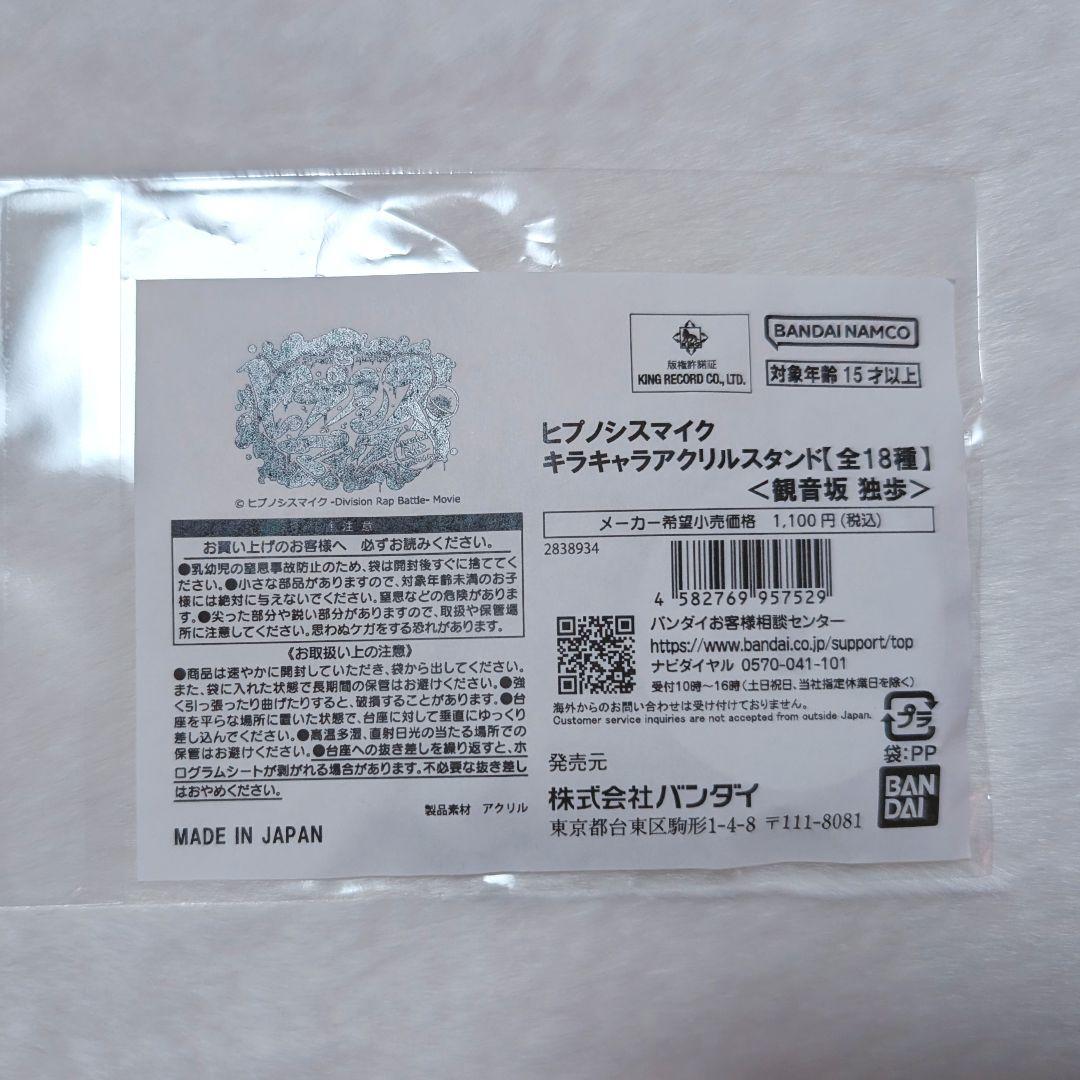 ヒプノシスマイク
© ヒプノシスマイク -Division Rap Battle- Movie
注意
お買い上げのお客様へ 必ずお読みください。
●乳幼児の窒息事故防止のため、袋は開封後すぐに捨ててく
ださい。●小さな部品がありますので、対象年齢未満のお子
様には絶対に与えないでください。窒息などの危険がありま
す。●尖った部分や鋭い部分がありますので、取扱や保管場
所に注意してください。思わぬケガをする恐れがあります。
《お取扱い上の注意》
●商品は速やかに開封していただき、袋から出してください。
また、袋に入れた状態で長期間の保管はお避けください。●強
く引っ張ったり曲げたりすると、破損することがあります。●台
座を平らな場所に置いた状態で、台座に対して垂直にゆっくり
差し込んでください。●高温多湿、直射日光の当たる場所での
保管はお避けください。●台座への抜き差しを繰り返すと、ホ
ログラムシートが剥がれる場合があります。不必要な抜き差し
はおやめください。
製品素材 アクリル
MADE IN JAPAN
KING
版権許諾証
KING RECORD CO., LTD.
BANDAI NAMCO
対象年齢 15才以上
ヒプノシスマイク
キラキャラアクリルスタンド【全18種】
＜観音坂 独歩＞
メーカー希望小売価格 1,100円(税込)
2838934
4 582769 957529
バンダイお客様相談センター
https://www.bandai.co.jp/support/top
ナビダイヤル 0570-041-101
受付10時～16時(土日祝日、当社指定休業日を除く)
海外からのお問い合わせは受け付けておりません。
Customer service inquiries are not accepted from outside Japan.
プラ
袋:PP
発売元
株式会社バンダイ
東京都台東区駒形1-4-8 〒111-8081
BAN
DAI